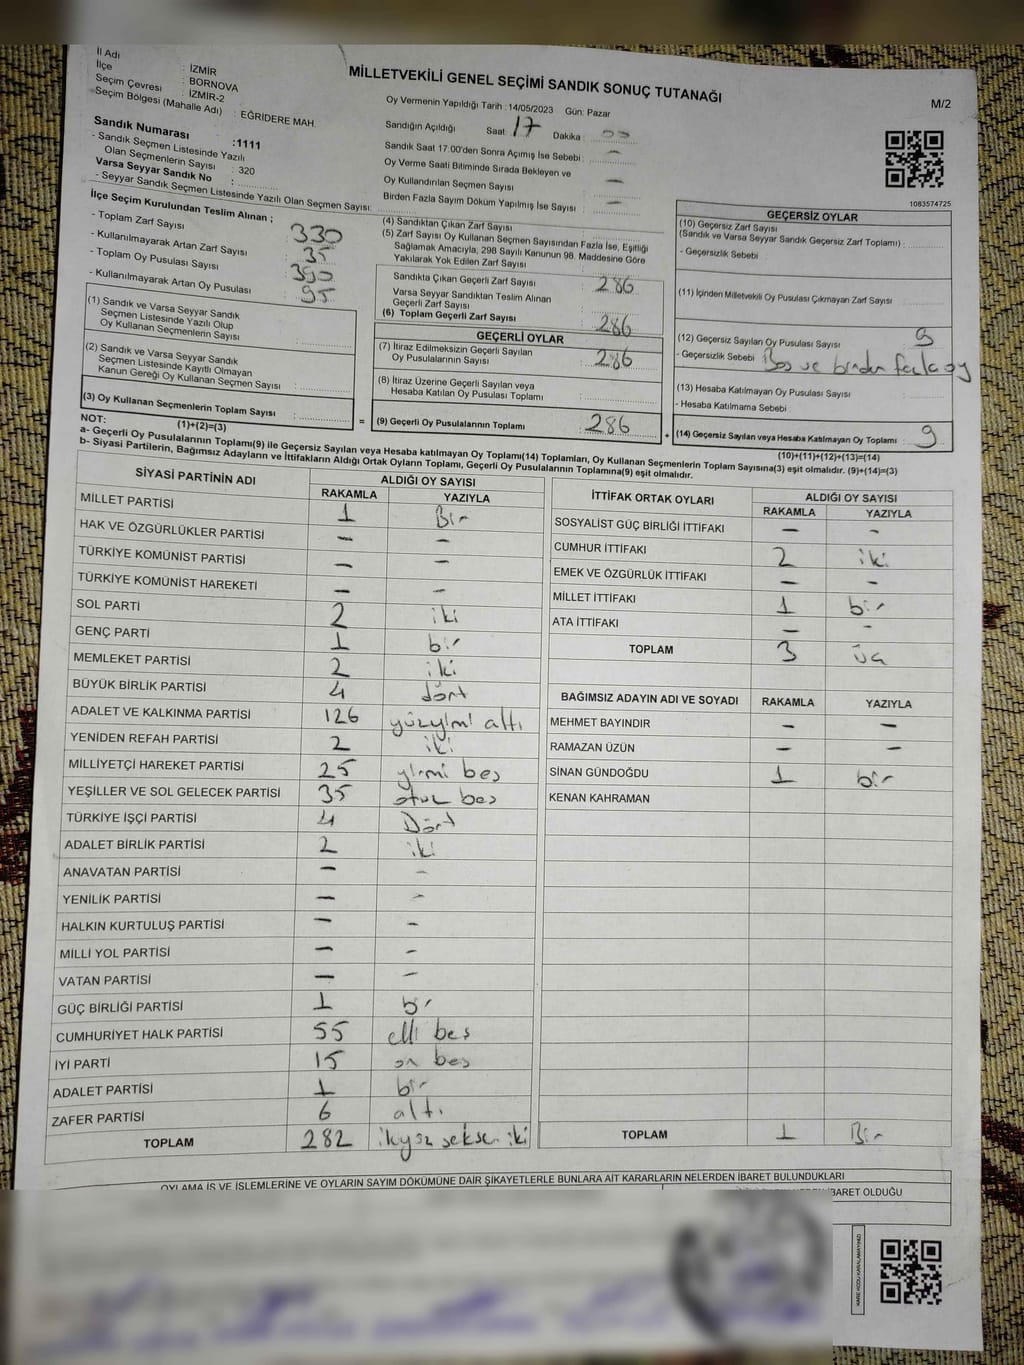 İl Adı : İZMİR
İlçe : BORNOVA
Seçim Çevresi : İZMİR-2
Seçim Bölgesi (Mahalle Adı) : EĞRİDERE MAH.
Sandık Numarası :1111
- Sandık Seçmen Listesinde Yazılı
Olan Seçmenlerin Sayısı : 320
Varsa Seyyar Sandık No :
- Seyyar Sandık Seçmen Listesinde Yazılı Olan Seçmen Sayısı:
MİLLETVEKİLİ GENEL SEÇİMİ SANDIK SONUÇ TUTANAĞI
M/2
Oy Vermenin Yapıldığı Tarih :14/05/2023 Gün: Pazar
Sandığın Açıldığı Saat: 17 Dakika : 00
Sandık Saat 17.00'den Sonra Açımış İse Sebebi : -
Oy Verme Saati Bitiminde Sırada Bekleyen ve
Oy Kullandırılan Seçmen Sayısı : -
Birden Fazla Sayım Döküm Yapılmış İse Sayısı : -
1083574725
İlçe Seçim Kurulundan Teslim Alınan ;
- Toplam Zarf Sayısı : 330
- Kullanılmayarak Artan Zarf Sayısı : 35
- Toplam Oy Pusulası Sayısı :
- Kullanılmayarak Artan Oy Pusulası : 95
(1) Sandık ve Varsa Seyyar Sandık
Seçmen Listesinde Yazılı Olup
Oy Kullanan Seçmenlerin Sayısı :
(2) Sandık ve Varsa Seyyar Sandık
Seçmen Listesinde Kayıtlı Olmayan
Kanun Gereği Oy Kullanan Seçmen Sayısı :
(3) Oy Kullanan Seçmenlerin Toplam Sayısı :
(1)+(2)=(3)
(4) Sandıktan Çıkan Zarf Sayısı :
(5) Zarf Sayısı Oy Kullanan Seçmen Sayısından Fazla İse, Eşitliği
Sağlamak Amacıyla, 298 Sayılı Kanunun 98. Maddesine Göre
Yakılarak Yok Edilen Zarf Sayısı :
Sandıkta Çıkan Geçerli Zarf Sayısı : 286
Varsa Seyyar Sandıktan Teslim Alınan
Geçerli Zarf Sayısı :
(6) Toplam Geçerli Zarf Sayısı : 286
GEÇERLİ OYLAR
(7) İtiraz Edilmeksizin Geçerli Sayılan
Oy Pusulalarının Sayısı : 286
(8) İtiraz Üzerine Geçerli Sayılan veya
Hesaba Katılan Oy Pusulası Toplamı :
= (9) Geçerli Oy Pusulalarının Toplamı : 286 +
GEÇERSİZ OYLAR
(10) Geçersiz Zarf Sayısı
(Sandık ve Varsa Seyyar Sandık Geçersiz Zarf Toplamı) :
- Geçersizlik Sebebi :
(11) İçinden Milletvekili Oy Pusulası Çıkmayan Zarf Sayısı :
(12) Geçersiz Sayılan Oy Pusulası Sayısı : 9
- Geçersizlik Sebebi : Boş ve birden fazla oy
(13) Hesaba Katılmayan Oy Pusulası Sayısı :
- Hesaba Katılmama Sebebi :
(14) Geçersiz Sayılan veya Hesaba Katılmayan Oy Toplamı : 9
(10)+(11)+(12)+(13)=(14)
NOT:
a- Geçerli Oy Pusulalarının Toplamı(9) ile Geçersiz Sayılan veya Hesaba katılmayan Oy Toplamı(14) Toplamları, Oy Kullanan Seçmenlerin Toplam Sayısına(3) eşit olmalıdır. (9)+(14)=(3)
b- Siyasi Partilerin, Bağımsız Adayların ve İttifakların Aldığı Ortak Oyların Toplamı, Geçerli Oy Pusulalarının Toplamına(9) eşit olmalıdır.
SİYASİ PARTİNİN ADI ALDIĞI OY SAYISI
RAKAMLA YAZIYLA
MİLLET PARTİSİ 1 Bir
HAK VE ÖZGÜRLÜKLER PARTİSİ - -
TÜRKİYE KOMÜNİST PARTİSİ - -
TÜRKİYE KOMÜNİST HAREKETİ - -
SOL PARTİ 2 iki
GENÇ PARTİ 1 bir
MEMLEKET PARTİSİ 2 iki
BÜYÜK BİRLİK PARTİSİ 4 dört
ADALET VE KALKINMA PARTİSİ 126 yüzyirmi altı
YENİDEN REFAH PARTİSİ 2 iki
MİLLİYETÇİ HAREKET PARTİSİ 25 yirmi beş
YEŞİLLER VE SOL GELECEK PARTİSİ 35 otuz beş
TÜRKİYE İŞÇİ PARTİSİ 4 Dört
ADALET BİRLİK PARTİSİ 2 iki
ANAVATAN PARTİSİ - -
YENİLİK PARTİSİ - -
HALKIN KURTULUŞ PARTİSİ - -
MİLLİ YOL PARTİSİ - -
VATAN PARTİSİ - -
GÜÇ BİRLİĞİ PARTİSİ 1 bir
CUMHURİYET HALK PARTİSİ 55 elli beş
İYİ PARTİ 15 on beş
ADALET PARTİSİ 1 bir
ZAFER PARTİSİ 6 altı
TOPLAM 282 ikiyüz seksen iki
İTTİFAK ORTAK OYLARI ALDIĞI OY SAYISI
RAKAMLA YAZIYLA
SOSYALİST GÜÇ BİRLİĞİ İTTİFAKI - -
CUMHUR İTTİFAKI 2 iki
EMEK VE ÖZGÜRLÜK İTTİFAKI - -
MİLLET İTTİFAKI 1 bir
ATA İTTİFAKI - -
TOPLAM 3 üç
BAĞIMSIZ ADAYIN ADI VE SOYADI RAKAMLA YAZIYLA
MEHMET BAYINDIR - -
RAMAZAN ÜZÜN - -
SİNAN GÜNDOĞDU 1 bir
KENAN KAHRAMAN
TOPLAM 1 Bir
OYLAMA İŞ VE İŞLEMLERİNE VE OYLARIN SAYIM DÖKÜMÜNE DAİR ŞİKAYETLERLE BUNLARA AİT KARARLARIN NELERDEN İBARET BULUNDUKLARI
İBARET OLDUĞU
KARE KODU KARALAMAYINIZ!